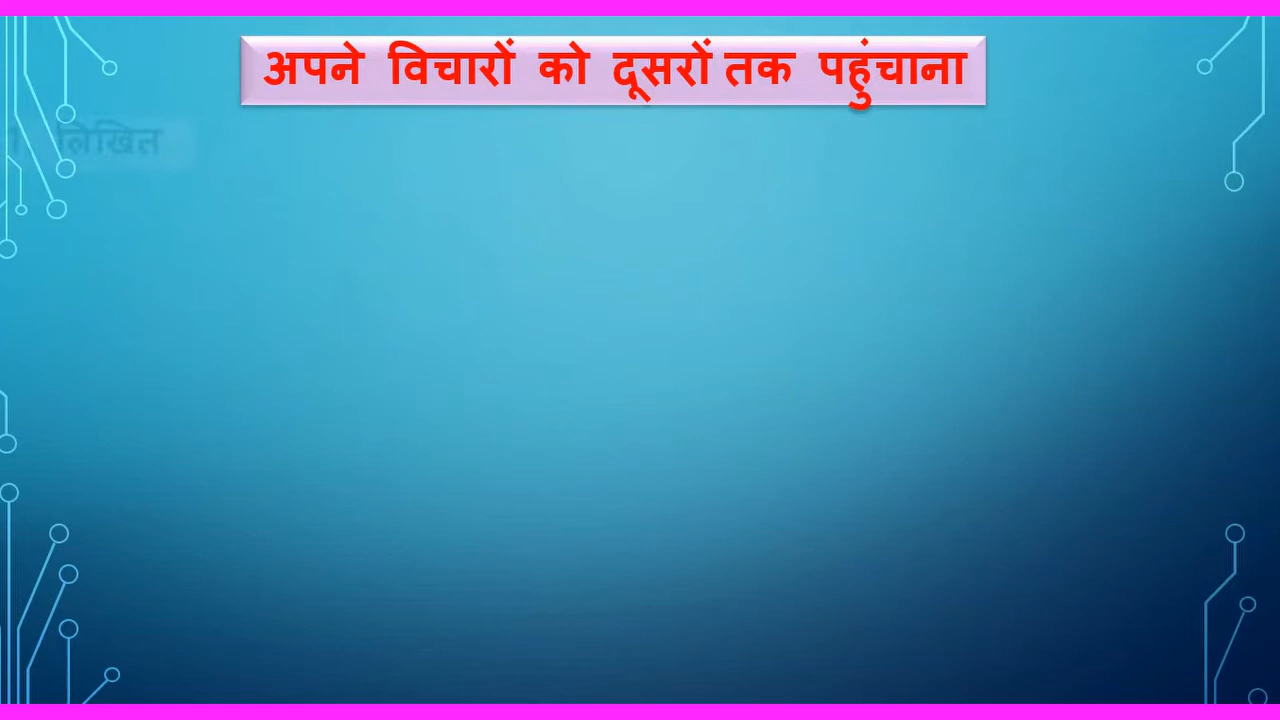 अपने विचारों को दूसरों तक पहुंचाना
लिखित